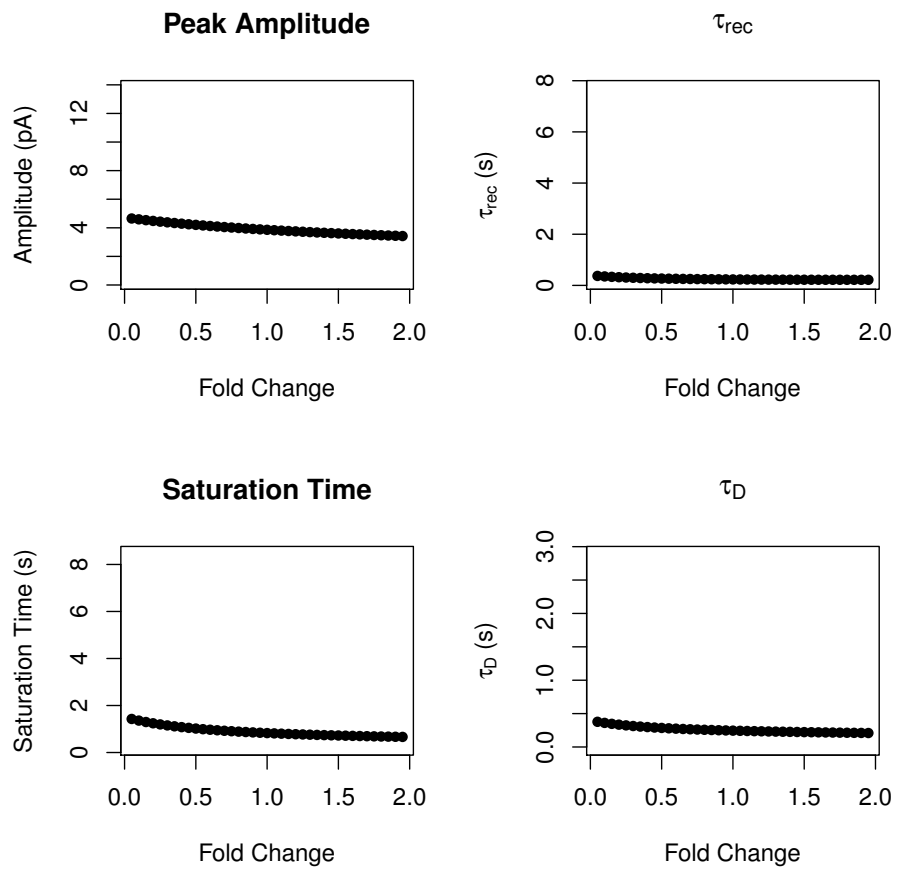 Peak Amplitude
Amplitude (pA)
12
8
4
0
0.0 0.5 1.0 1.5 2.0
Fold Change
τrec
τrec (s)
8
6
4
2
0
0.0 0.5 1.0 1.5 2.0
Fold Change
Saturation Time
Saturation Time (s)
8
6
4
2
0
0.0 0.5 1.0 1.5 2.0
Fold Change
τD
τD (s)
3.0
2.0
1.0
0.0
0.0 0.5 1.0 1.5 2.0
Fold Change